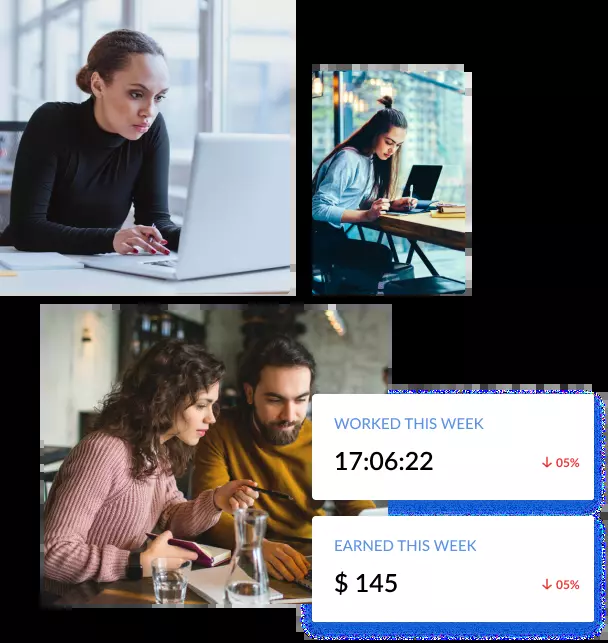 WORKED THIS WEEK
17:06:22
↓ 05%
EARNED THIS WEEK
$ 145
↓ 05%